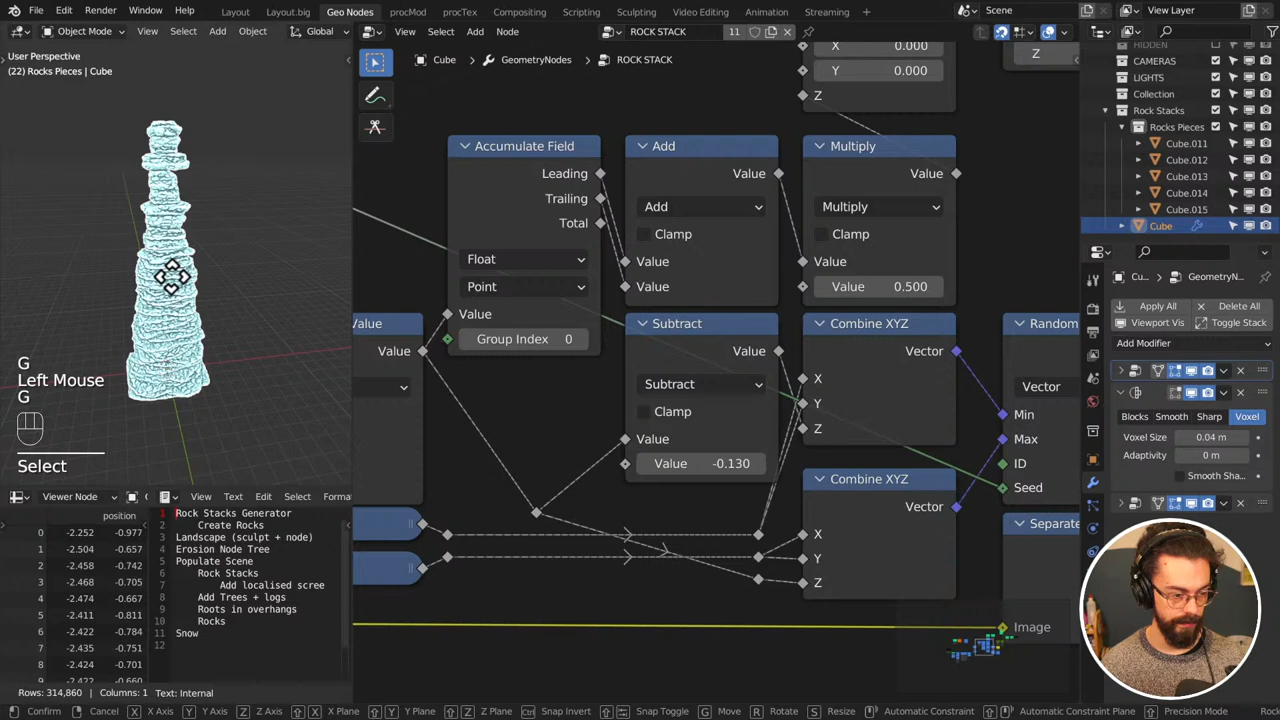 File Edit Render Window Help Layout Layout.big Geo Nodes procMod procTex Compositing Scripting Sculpting Video Editing Animation Streaming + Scene View Layer
Object Mode View Select Add Object Global
View Select Add Node ROCK STACK 11
User Perspective
(22) Rocks Pieces | Cube
Cube GeometryNodes ROCK STACK
X 0.000
Y 0.000
Z
Z
HIDDEN
CAMERAS
LIGHTS
Collection
Rock Stacks
Rocks Pieces
Cube.011
Cube.012
Cube.013
Cube.014
Cube.015
Cube
Accumulate Field
Leading
Trailing
Total
Float
Point
Value
Group Index 0
Add
Value
Add
Clamp
Value
Value
Multiply
Value
Multiply
Clamp
Value
Value 0.500
Value
Value
Subtract
Value
Subtract
Clamp
Value
Value -0.130
Combine XYZ
Vector
X
Y
Z
Combine XYZ
Vector
X
Y
Z
Random
Vector
Min
Max
ID
Seed
Separate
Image
Cu... GeometryN...
Apply All Delete All
Viewport Vis Toggle Stack
Add Modifier
Blocks Smooth Sharp Voxel
Voxel Size 0.04 m
Adaptivity 0 m
Smooth Sha...
G
Left Mouse
G
Select
Viewer Node View Text Edit Select Format
position
0 -2.252 -0.977
1 -2.504 -0.657
2 -2.458 -0.742
3 -2.468 -0.705
4 -2.474 -0.667
5 -2.411 -0.811
6 -2.422 -0.784
7 -2.435 -0.751
8 -2.424 -0.701
Rows: 314,860 | Columns: 1
1 Rock Stacks Generator
2 Create Rocks
3 Landscape (sculpt + node)
4 Erosion Node Tree
5 Populate Scene
6 Rock Stacks
7 Add localised scree
8 Add Trees + logs
9 Roots in overhangs
10 Rocks
11 Snow
12
Text: Internal
Confirm Cancel X X Axis Y Y Axis Z Z Axis X X Plane Y Y Plane Z Z Plane Ctrl Snap Invert Snap Toggle G Move R Rotate S Resize Automatic Constraint Automatic Constraint Plane Precision Mode Roc